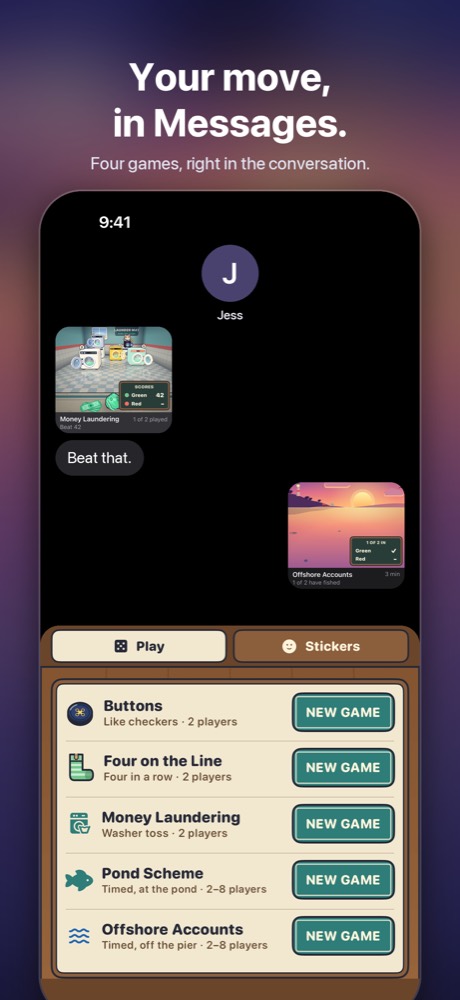 Your move,
in Messages.
Four games, right in the conversation.
9:41
J
Jess
SCORES
Green 42
Red –
Money Laundering 1 of 2 played
Beat 42
Beat that.
1 OF 2 IN
Green ✓
Red –
Offshore Accounts 3 min
1 of 2 have fished
Play
Stickers
Buttons
Like checkers · 2 players
NEW GAME
Four on the Line
Four in a row · 2 players
NEW GAME
Money Laundering
Washer toss · 2 players
NEW GAME
Pond Scheme
Timed, at the pond · 2–8 players
NEW GAME
Offshore Accounts
Timed, off the pier · 2–8 players
NEW GAME